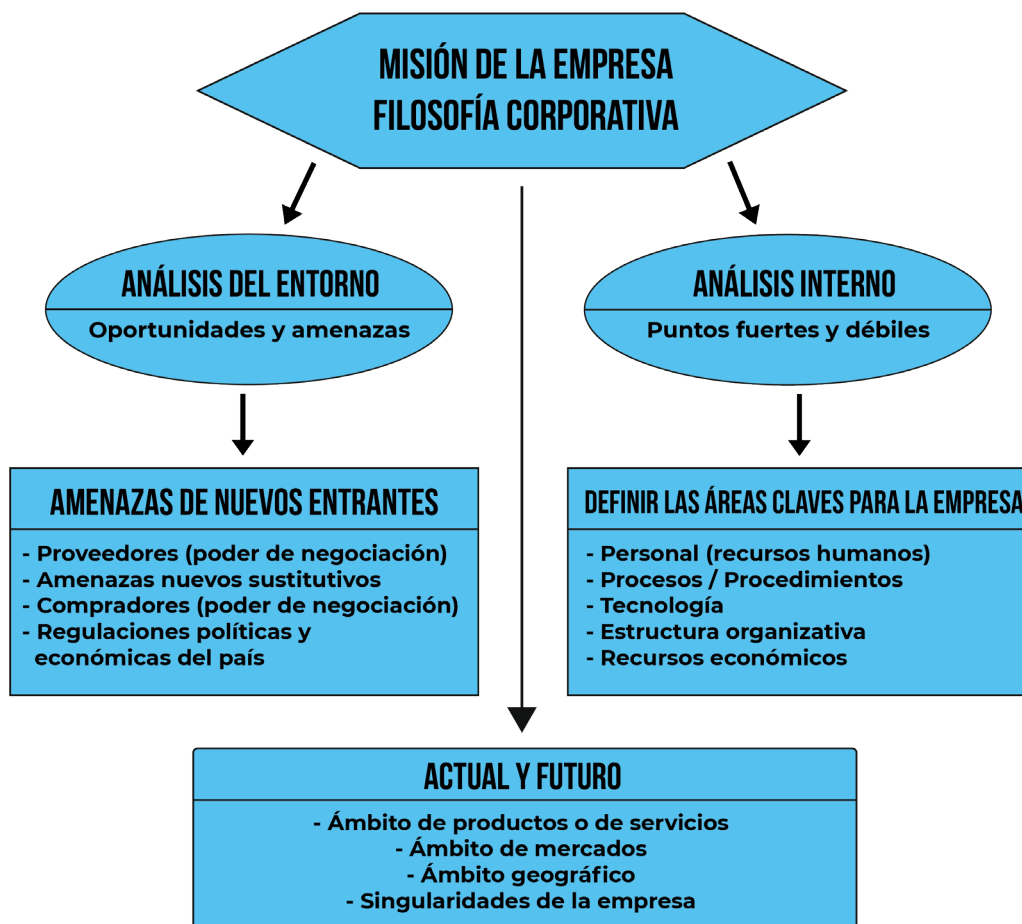 MISIÓN DE LA EMPRESA
FILOSOFÍA CORPORATIVA
ANÁLISIS DEL ENTORNO
Oportunidades y amenazas
ANÁLISIS INTERNO
Puntos fuertes y débiles
AMENAZAS DE NUEVOS ENTRANTES
- Proveedores (poder de negociación)
- Amenazas nuevos sustitutivos
- Compradores (poder de negociación)
- Regulaciones políticas y
económicas del país
DEFINIR LAS ÁREAS CLAVES PARA LA EMPRESA
- Personal (recursos humanos)
- Procesos / Procedimientos
- Tecnología
- Estructura organizativa
- Recursos económicos
ACTUAL Y FUTURO
- Ámbito de productos o de servicios
- Ámbito de mercados
- Ámbito geográfico
- Singularidades de la empresa